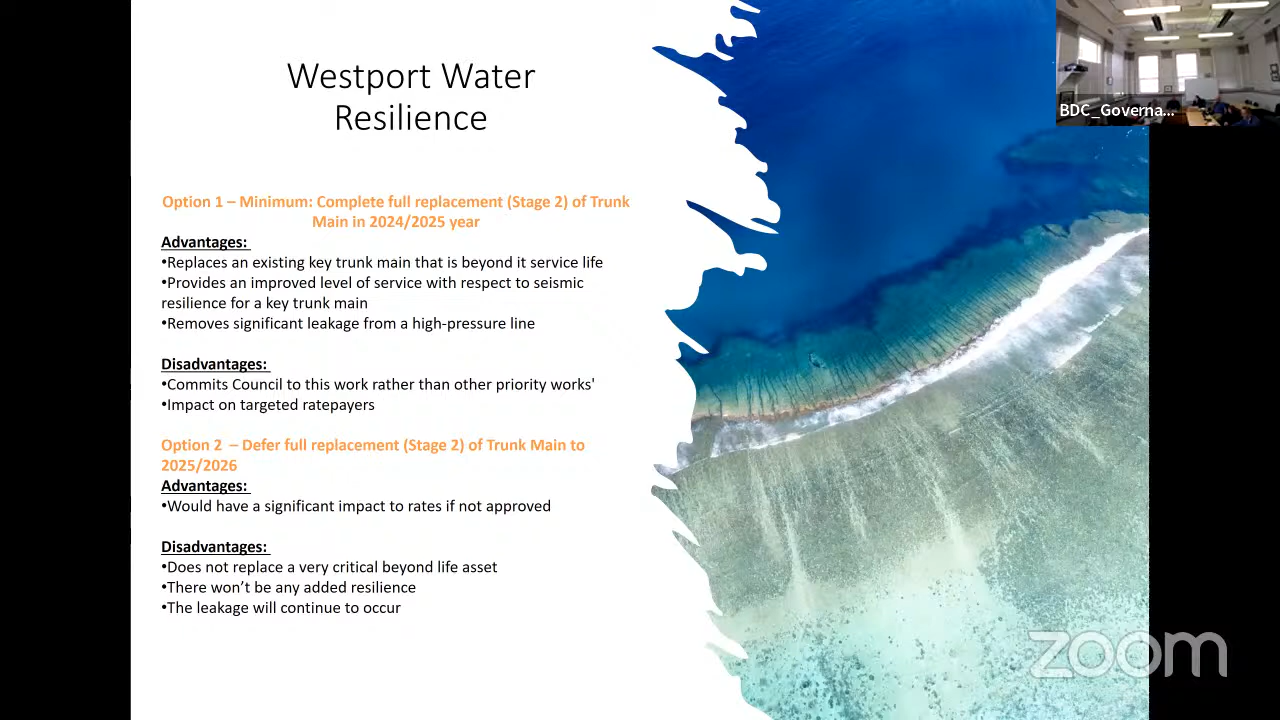 Westport Water
Resilience
Option 1 – Minimum: Complete full replacement (Stage 2) of Trunk
Main in 2024/2025 year
Advantages:
•Replaces an existing key trunk main that is beyond it service life
•Provides an improved level of service with respect to seismic
resilience for a key trunk main
•Removes significant leakage from a high-pressure line
Disadvantages:
•Commits Council to this work rather than other priority works'
•Impact on targeted ratepayers
Option 2  – Defer full replacement (Stage 2) of Trunk Main to
2025/2026
Advantages:
•Would have a significant impact to rates if not approved
Disadvantages:
•Does not replace a very critical beyond life asset
•There won’t be any added resilience
•The leakage will continue to occur
BDC_Governa...
zoom